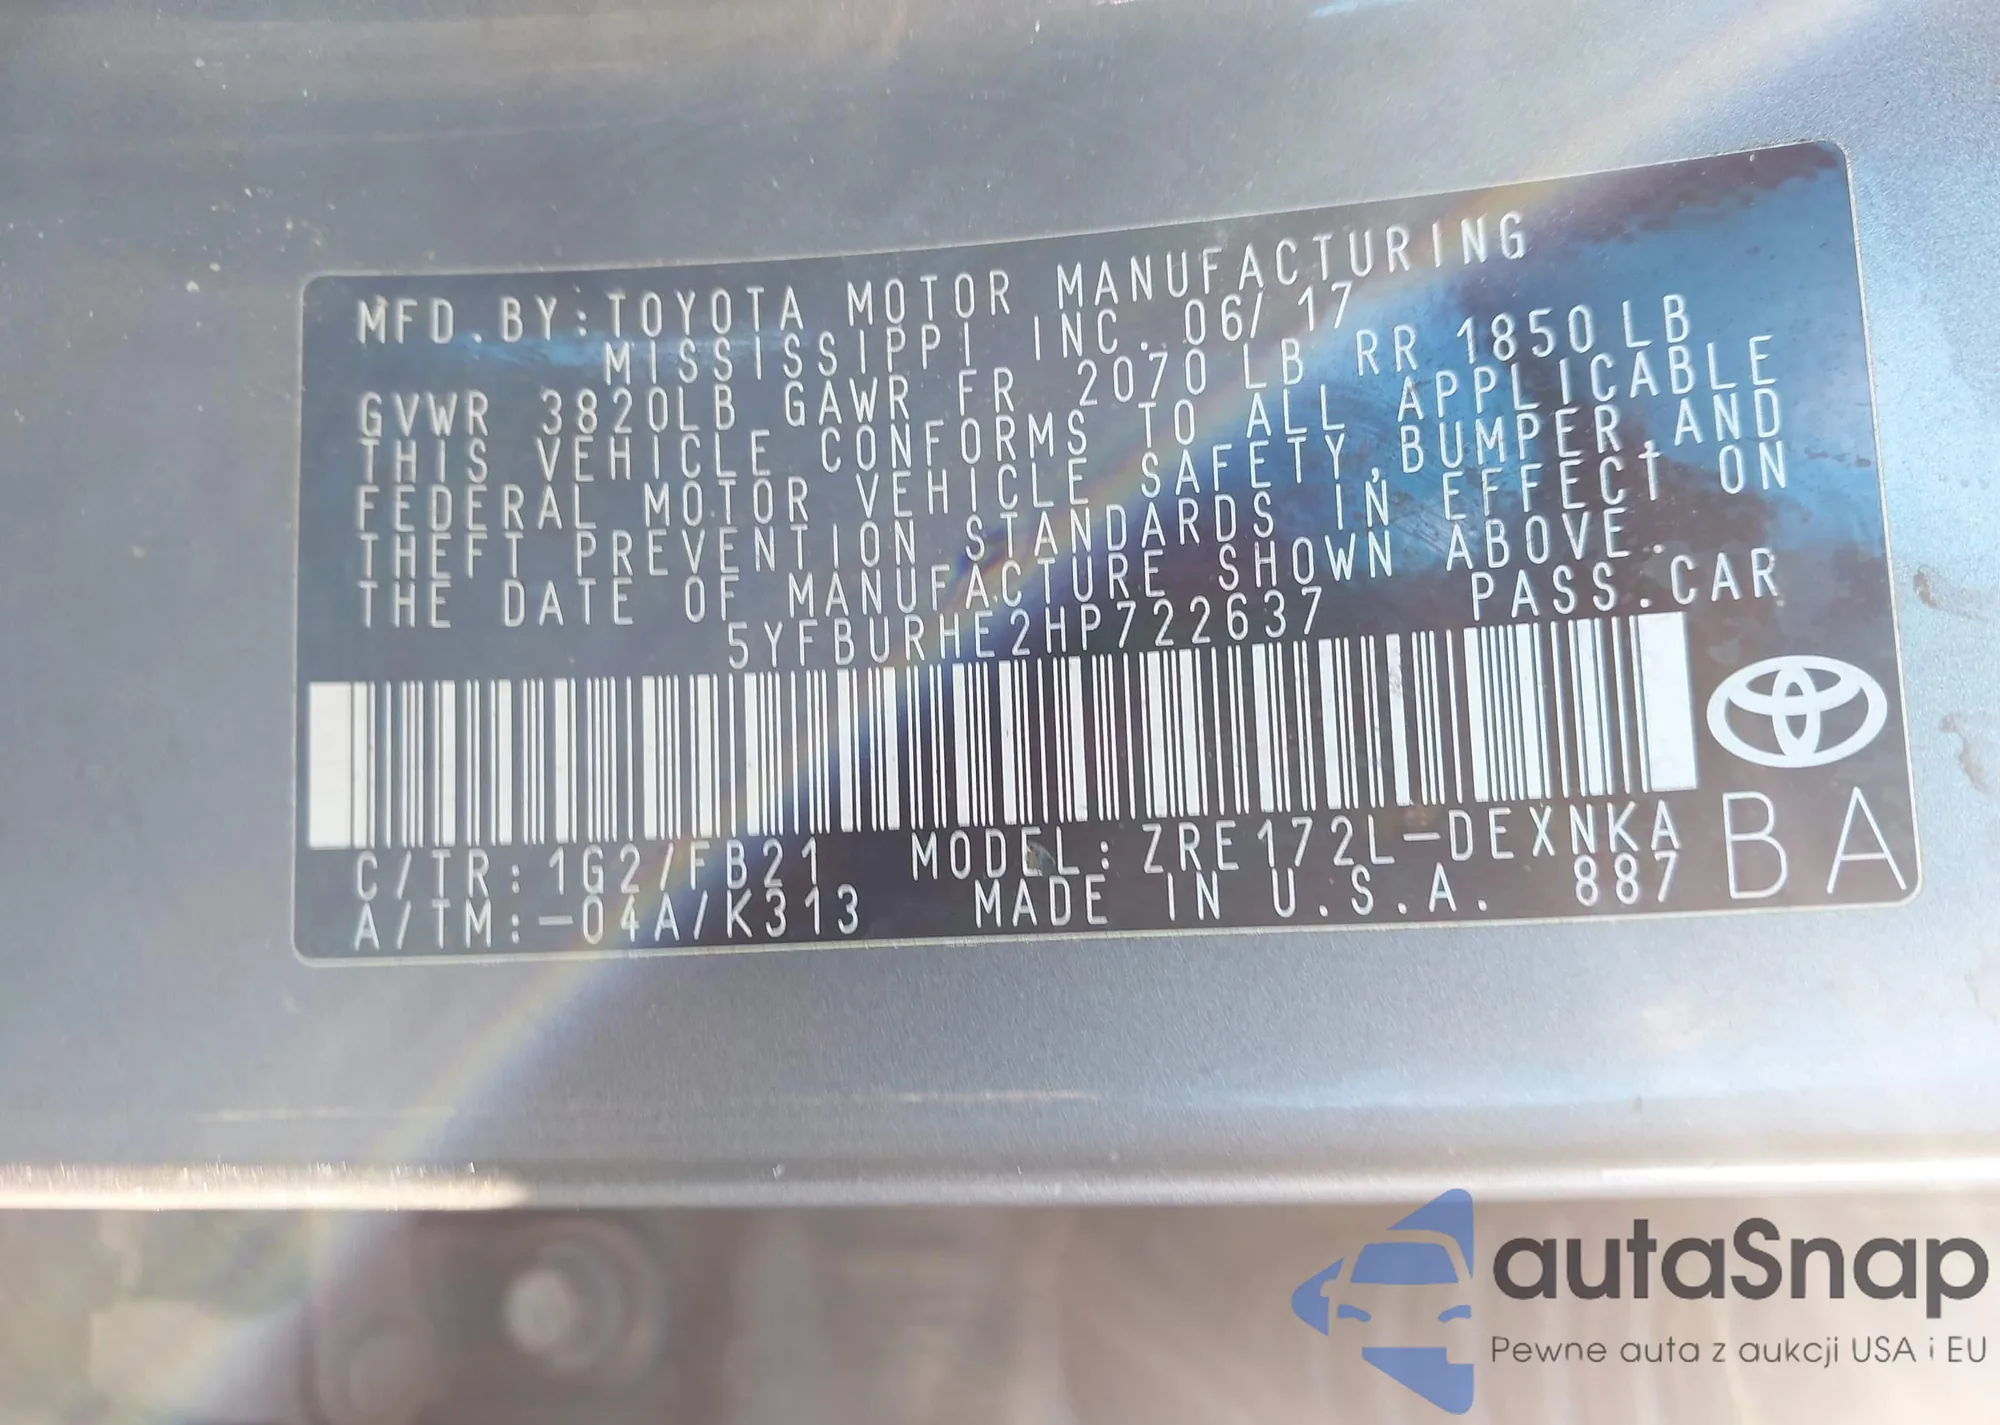 MFD.BY:TOYOTA MOTOR MANUFACTURING
MISSISSIPPI INC. 06/17
GVWR 3820LB GAWR FR 2070LB RR 1850LB
THIS VEHICLE CONFORMS TO ALL APPLICABLE
FEDERAL MOTOR VEHICLE SAFETY,BUMPER,AND
THEFT PREVENTION STANDARDS IN EFFECT ON
THE DATE OF MANUFACTURE SHOWN ABOVE.
5YFBURHE2HP722637 PASS.CAR
C/TR:1G2/FB21 MODEL:ZRE172L-DEXNKA
A/TM:-04A/K313 MADE IN U.S.A. 887
BA
autaSnap
Pewne auta z aukcji USA i EU